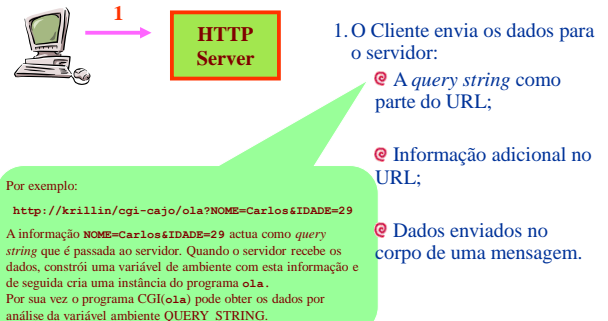 1
HTTP
Server
1. O Cliente envia os dados para
o servidor:
A query string como
parte do URL;
Informação adicional no
URL;
Dados enviados no
corpo de uma mensagem.
Por exemplo:
http://krillin/cgi-cajo/ola?NOME=Carlos&IDADE=29
A informação NOME=Carlos&IDADE=29 actua como query
string que é passada ao servidor. Quando o servidor recebe os
dados, constrói uma variável de ambiente com esta informação e
de seguida cria uma instância do programa ola.
Por sua vez o programa CGI(ola) pode obter os dados por
análise da variável ambiente QUERY_STRING.